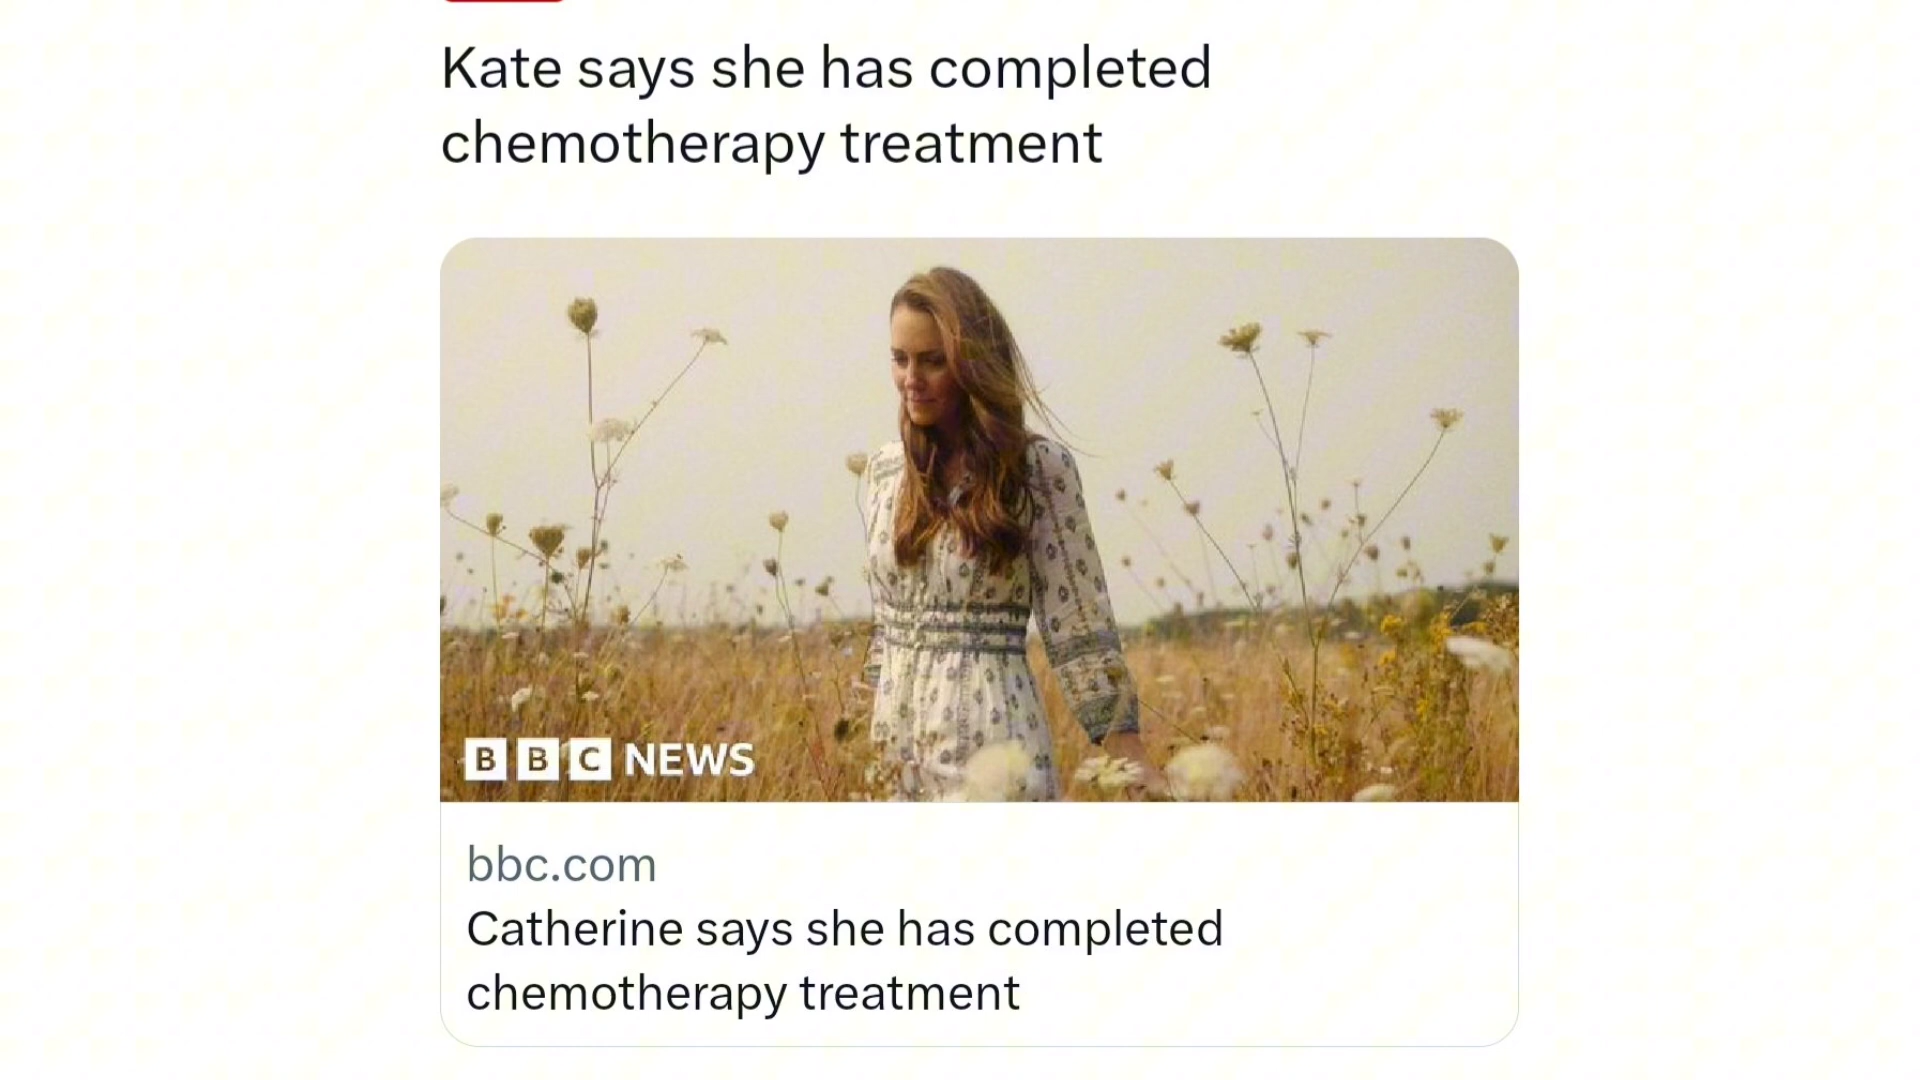 Kate says she has completed
chemotherapy treatment
BBC NEWS
bbc.com
Catherine says she has completed
chemotherapy treatment